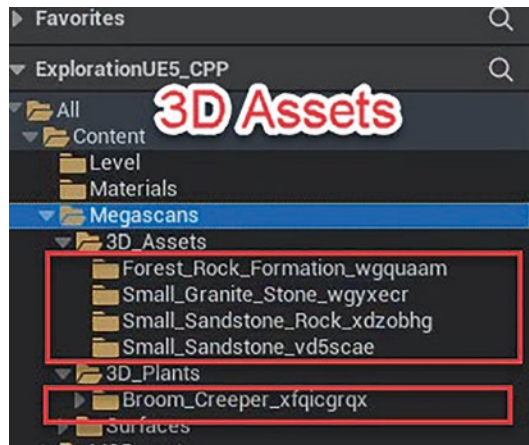 Favorites
ExplorationUE5_CPP
All
3D Assets
Content
Level
Materials
Megascans
3D_Assets
Forest_Rock_Formation_wgquaam
Small_Granite_Stone_wgyxecr
Small_Sandstone_Rock_xdzobhg
Small_Sandstone_vd5scae
3D_Plants
Broom_Creeper_xfqicgrqx
Surfaces